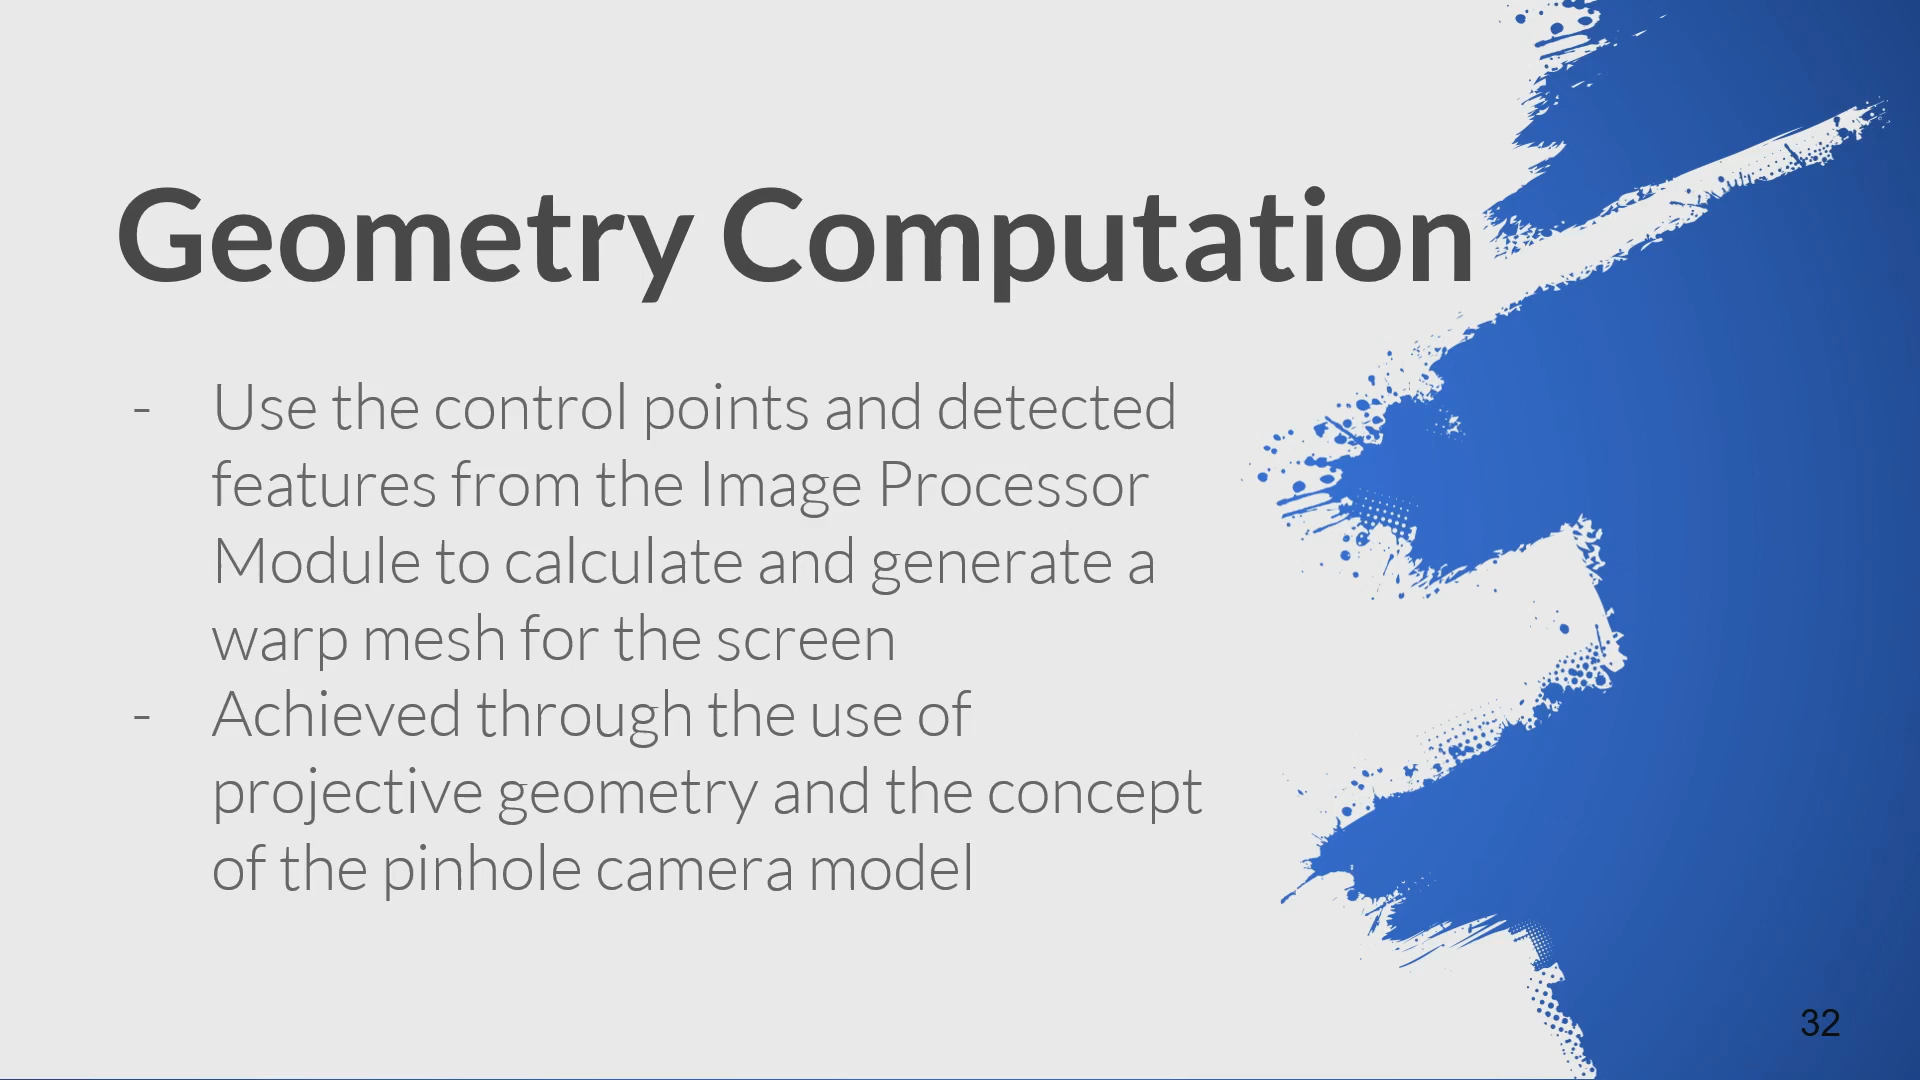 Geometry Computation
- Use the control points and detected
features from the Image Processor
Module to calculate and generate a
warp mesh for the screen
- Achieved through the use of
projective geometry and the concept
of the pinhole camera model
32